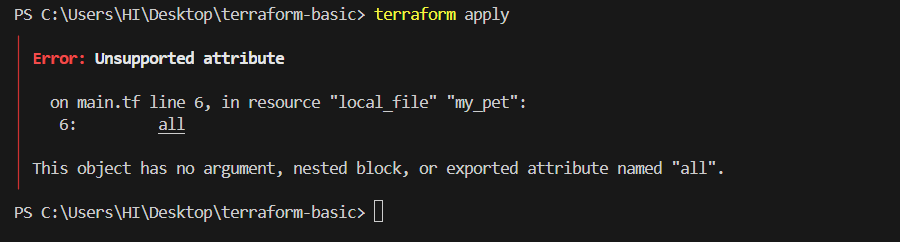 PS C:\Users\HI\Desktop\terraform-basic> terraform apply
Error: Unsupported attribute
on main.tf line 6, in resource "local_file" "my_pet":
6: all
This object has no argument, nested block, or exported attribute named "all".
PS C:\Users\HI\Desktop\terraform-basic>